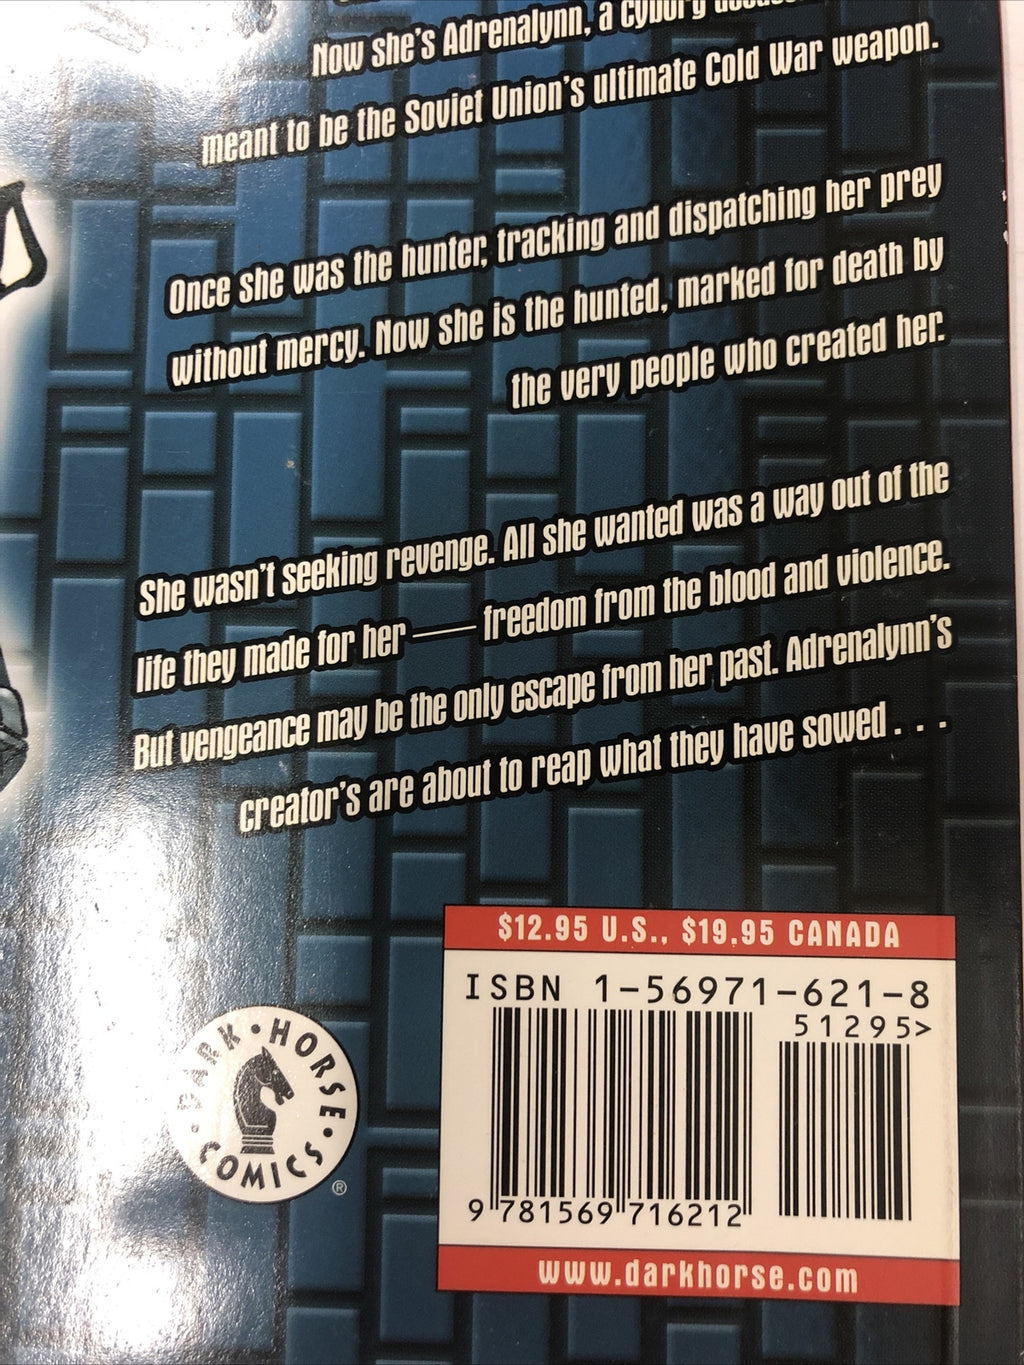 Now she's Adrenalynn, a cyborg
meant to be the Soviet Union's ultimate Cold War weapon.
Once she was the hunter, tracking and dispatching her prey
without mercy. Now she is the hunted, marked for death by
the very people who created her.
She wasn't seeking revenge. All she wanted was a way out of the
life they made for her — freedom from the blood and violence.
But vengeance may be the only escape from her past. Adrenalynn's
creator's are about to reap what they have sowed . . .
$12.95 U.S., $19.95 CANADA
ISBN 1-56971-621-8
51295>
9 781569 716212
www.darkhorse.com
DARK • HORSE • COMICS •
®